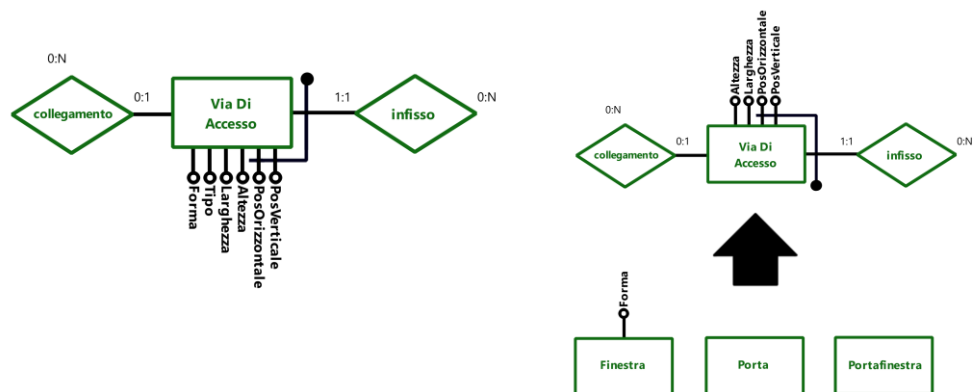 0:N
collegamento
0:1
Via Di
Accesso
1:1
infisso
0:N
Forma
Tipo
Larghezza
Altezza
PosOrizzontale
PosVerticale
Altezza
Larghezza
PosOrizzontale
PosVerticale
0:N
collegamento
0:1
Via Di
Accesso
1:1
infisso
0:N
Forma
Finestra
Porta
Portafinestra